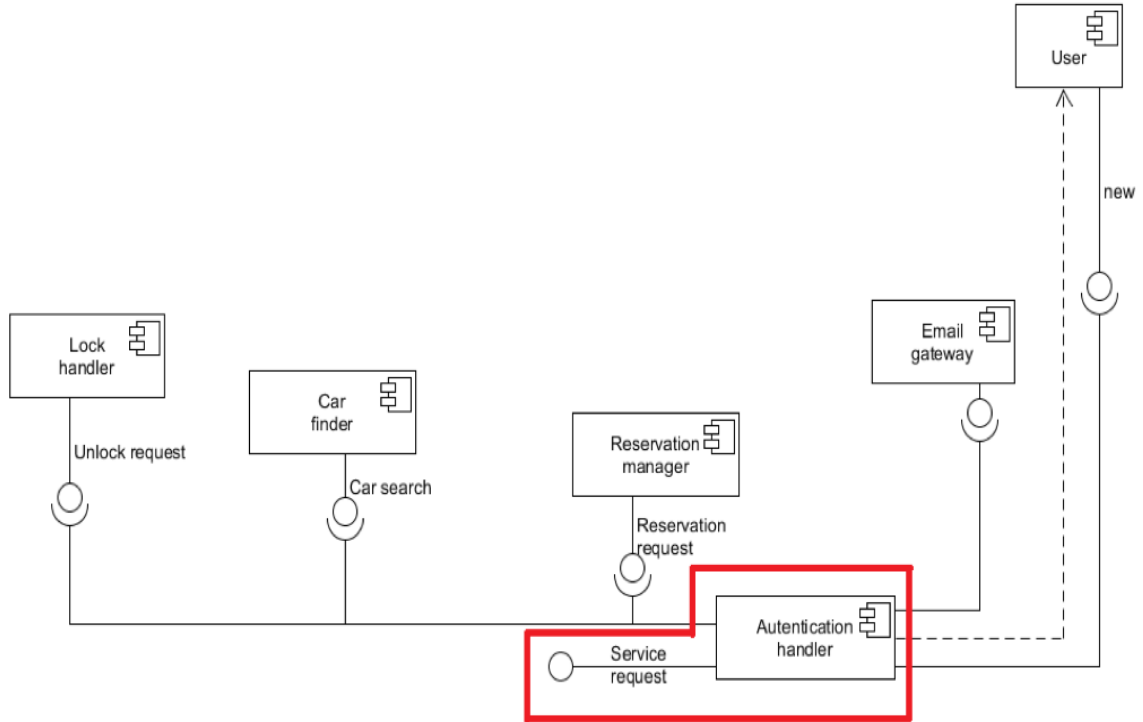 User
new
Lock
handler
Unlock request
Car
finder
Car search
Reservation
manager
Reservation
request
Email
gateway
Autentication
handler
Service
request